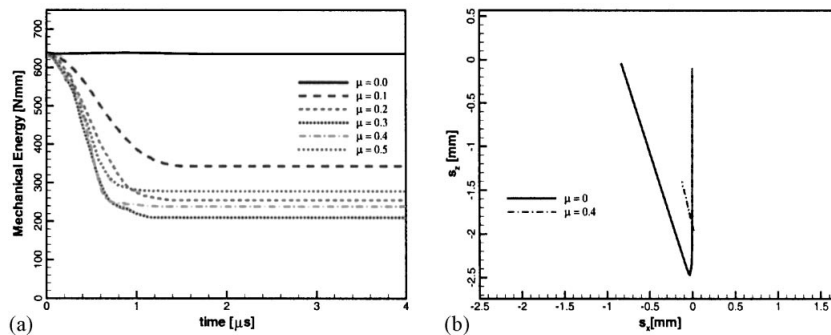 Mechanical Energy [Nmm]
700
600
500
400
300
200
100
0
μ = 0.0
μ = 0.1
μ = 0.2
μ = 0.3
μ = 0.4
μ = 0.5
0 1 2 3 4
time [μs]
(a)
s_z [mm]
0.5
0
-0.5
-1
-1.5
-2
-2.5
μ = 0
μ = 0.4
-2.5 -2 -1.5 -1 -0.5 0 0.5 1 1.5
s_x[mm]
(b)